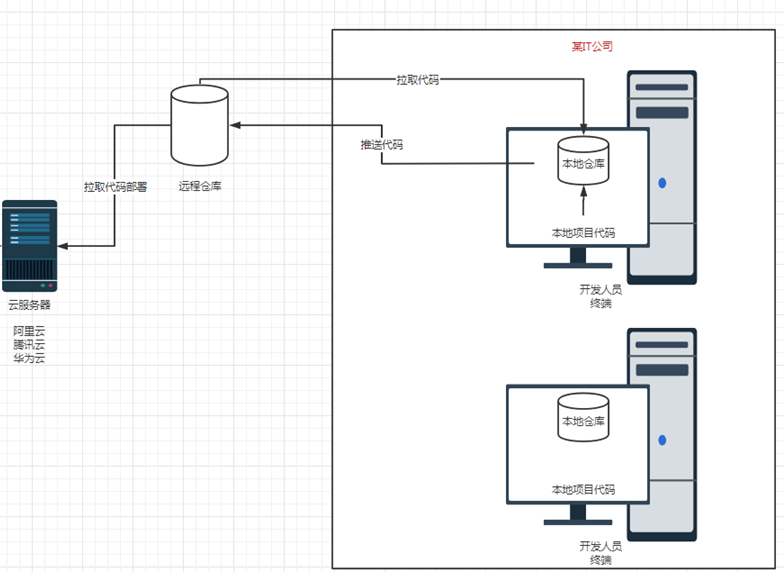 某IT公司
拉取代码
推送代码
本地仓库
拉取代码部署
远程仓库
本地项目代码
开发人员
终端
云服务器
阿里云
腾讯云
华为云
本地仓库
本地项目代码
开发人员
终端